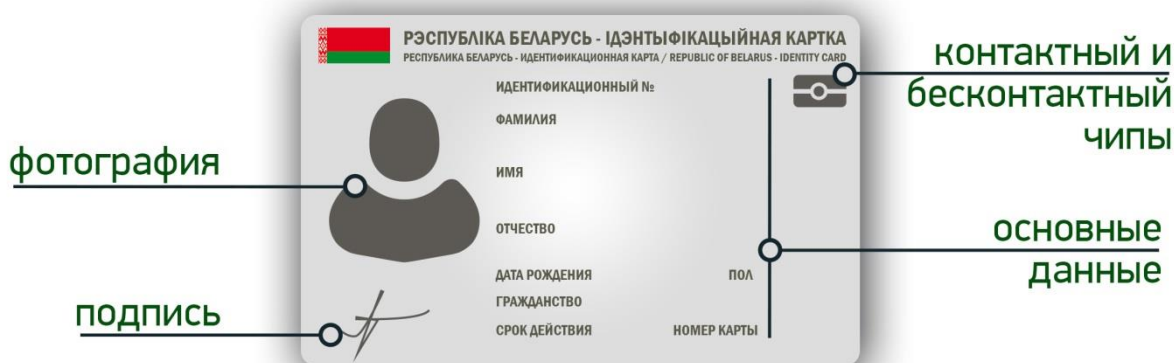 РЭСПУБЛІКА БЕЛАРУСЬ - ІДЭНТЫФІКАЦЫЙНАЯ КАРТКА
РЕСПУБЛИКА БЕЛАРУСЬ - ИДЕНТИФИКАЦИОННАЯ КАРТА / REPUBLIC OF BELARUS - IDENTITY CARD
контактный и
бесконтактный
чипы
ИДЕНТИФИКАЦИОННЫЙ №
ФАМИЛИЯ
фотография
ИМЯ
ОТЧЕСТВО
основные
данные
ДАТА РОЖДЕНИЯ ПОЛ
ГРАЖДАНСТВО
подпись
СРОК ДЕЙСТВИЯ НОМЕР КАРТЫ